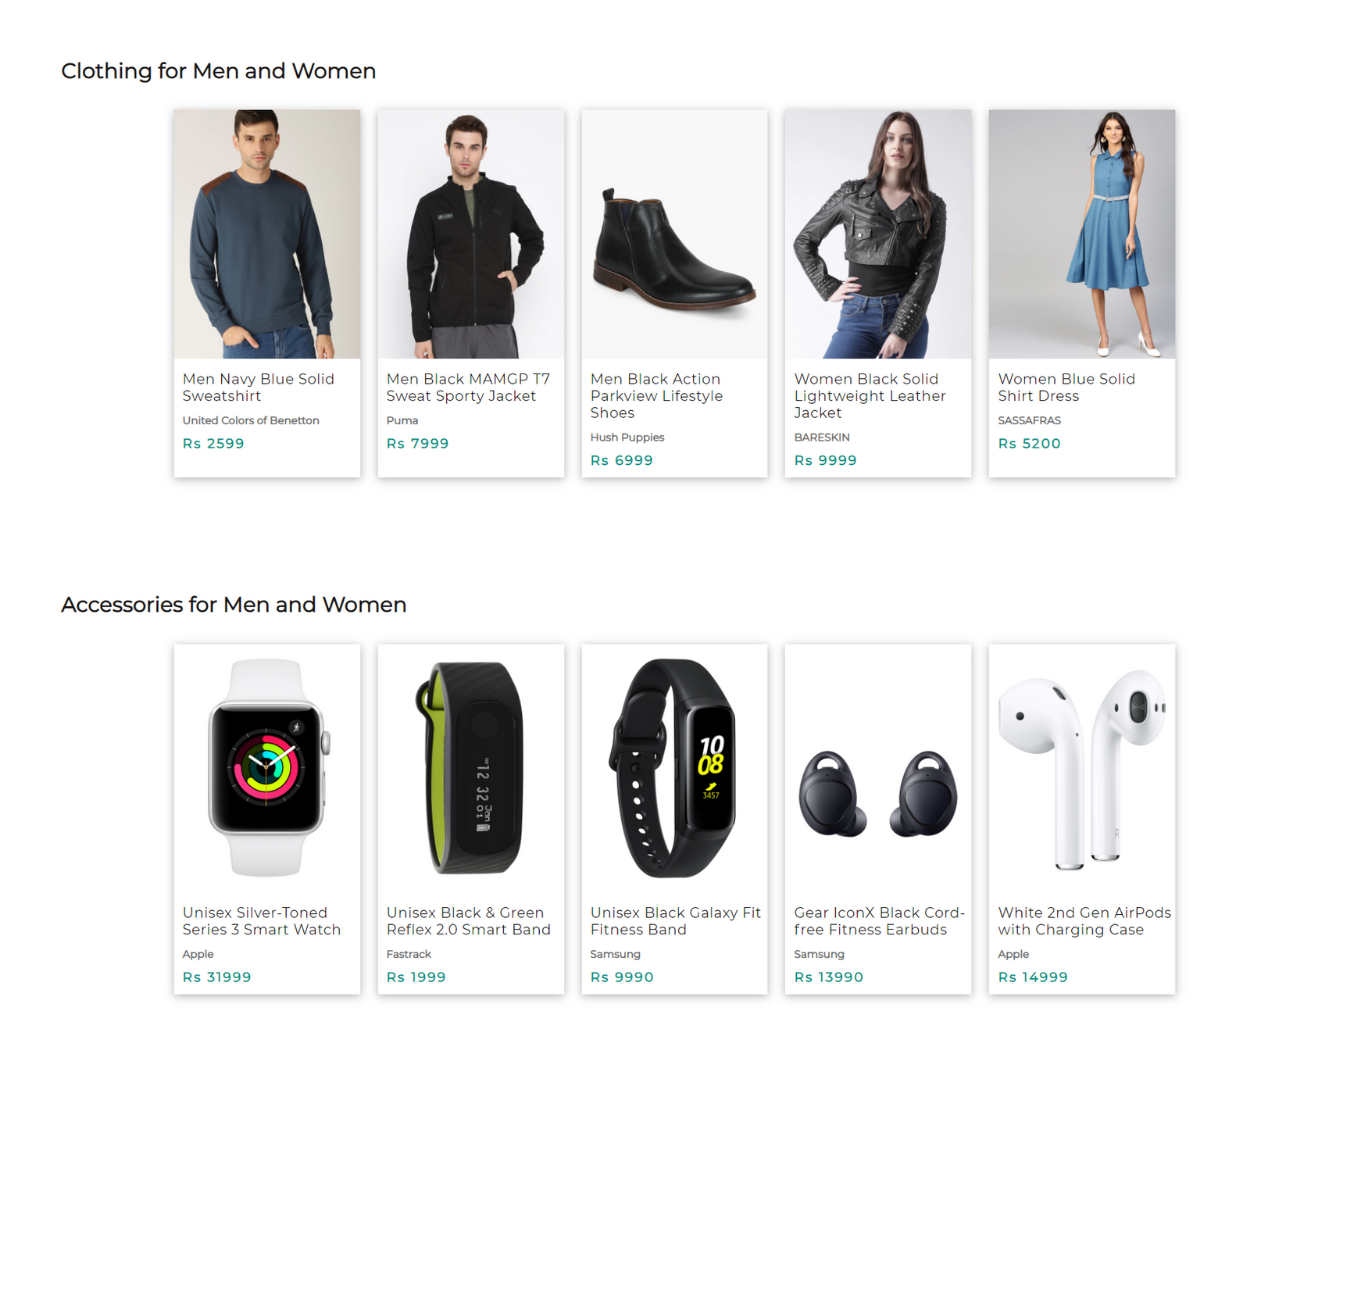 Clothing for Men and Women
Men Navy Blue Solid
Sweatshirt
United Colors of Benetton
Rs 2599
Men Black MAMGP T7
Sweat Sporty Jacket
Puma
Rs 7999
Men Black Action
Parkview Lifestyle
Shoes
Hush Puppies
Rs 6999
Women Black Solid
Lightweight Leather
Jacket
BARESKIN
Rs 9999
Women Blue Solid
Shirt Dress
SASSAFRAS
Rs 5200
Accessories for Men and Women
Unisex Silver-Toned
Series 3 Smart Watch
Apple
Rs 31999
12 32
Jan
01
Unisex Black & Green
Reflex 2.0 Smart Band
Fastrack
Rs 1999
10
08
3457
Unisex Black Galaxy Fit
Fitness Band
Samsung
Rs 9990
Gear IconX Black Cord-
free Fitness Earbuds
Samsung
Rs 13990
White 2nd Gen AirPods
with Charging Case
Apple
Rs 14999